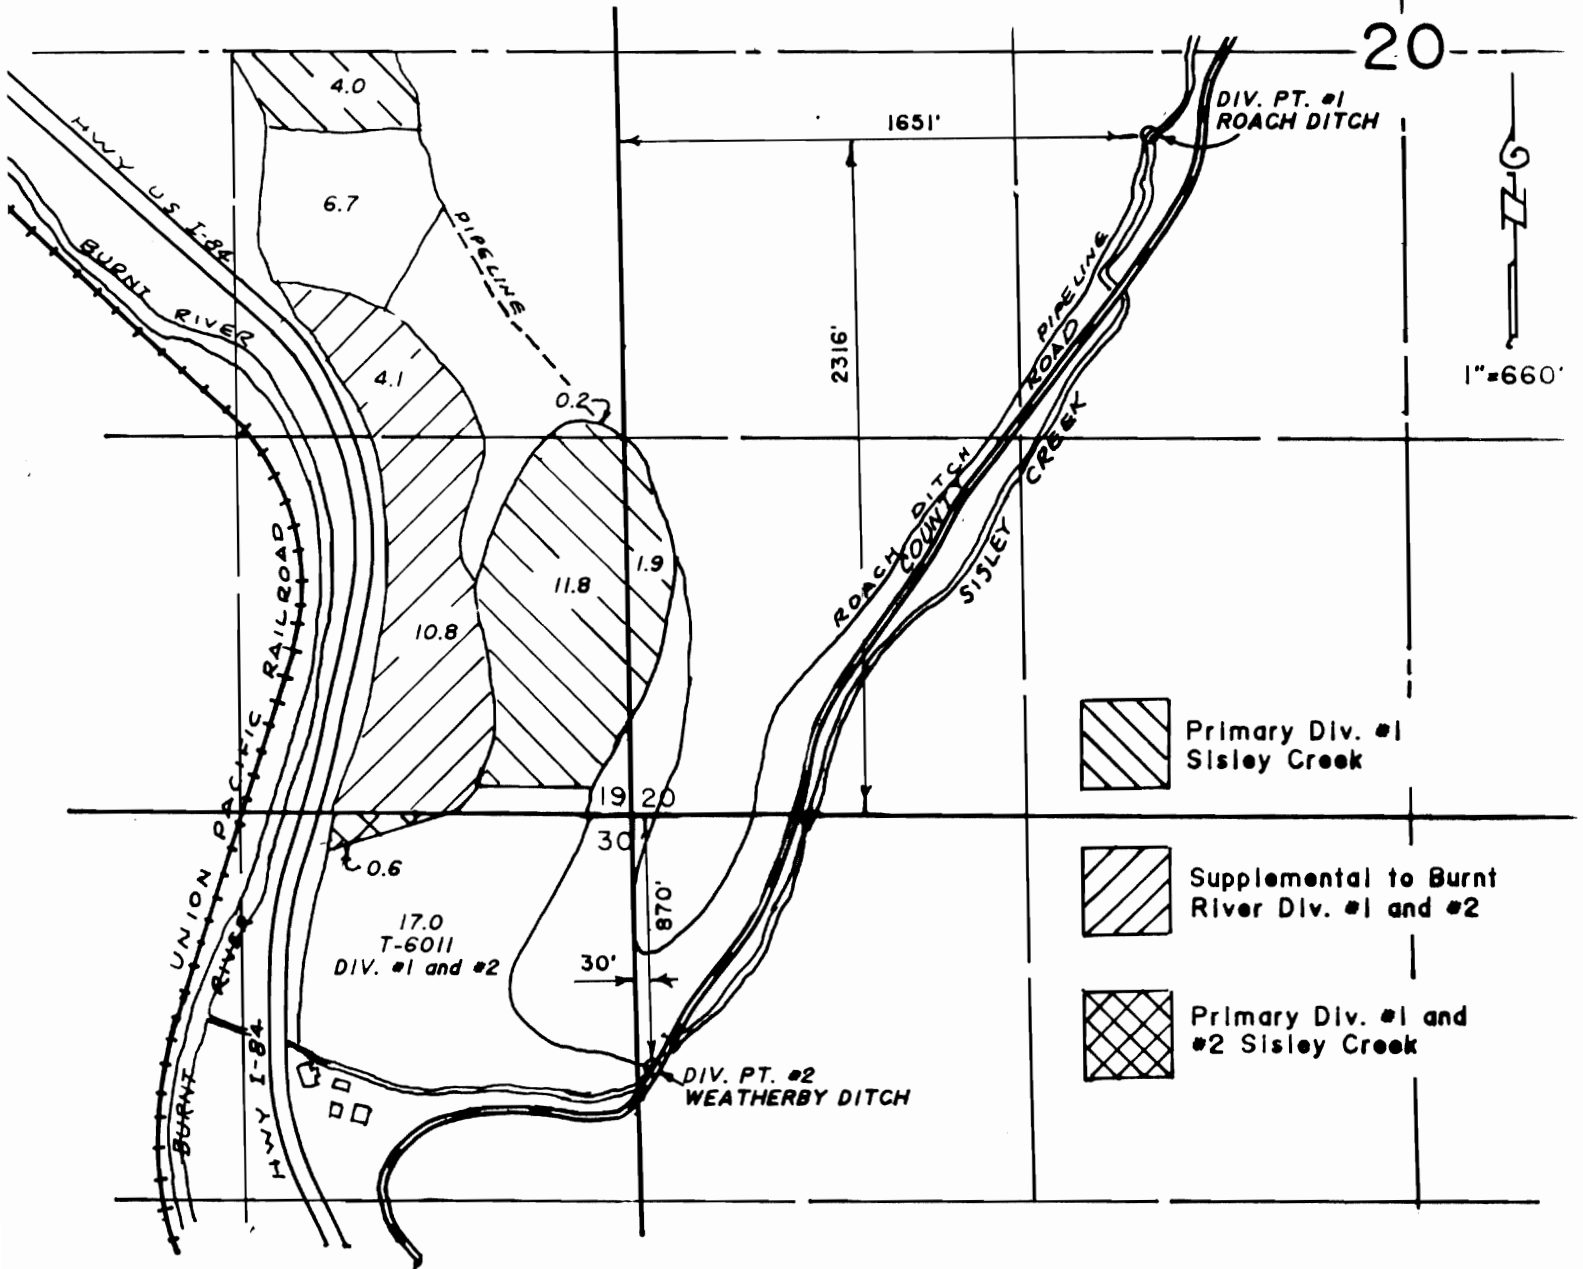 20
4.0
DIV. PT. #1
ROACH DITCH
1651'
HWY US I-84
6.7
PIPELINE
BURNT RIVER
N
PIPELINE
2316'
1"=660'
4.1
0.2
ROAD
ROACH DITCH
COUNTY
SISLEY CREEK
1.9
11.8
10.8
UNION PACIFIC RAILROAD
Primary Div. #1
Sisley Creek
19 20
30
0.6
870'
Supplemental to Burnt
River Div. #1 and #2
17.0
T-6011
DIV. #1 and #2
30'
BURNT RIVER
HWY I-84
Primary Div. #1 and
#2 Sisley Creek
DIV. PT. #2
WEATHERBY DITCH